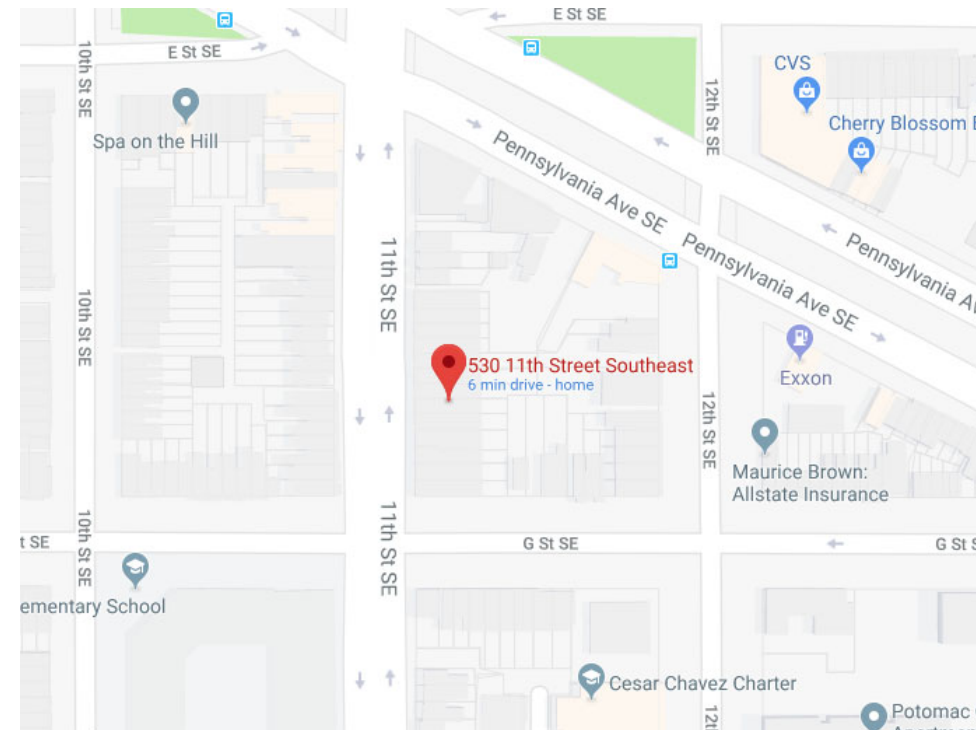 E St SE
E St SE
10th St SE
CVS
12th St SE
Spa on the Hill
Cherry Blossom E
Pennsylvania Ave SE
Pennsylvania Ave SE
Pennsylvania Av
11th St SE
10th St SE
530 11th Street Southeast
6 min drive - home
Exxon
12th St SE
Maurice Brown:
Allstate Insurance
11th St SE
10th St SE
t SE
G St SE
G St S
ementary School
Cesar Chavez Charter
12t
Potomac